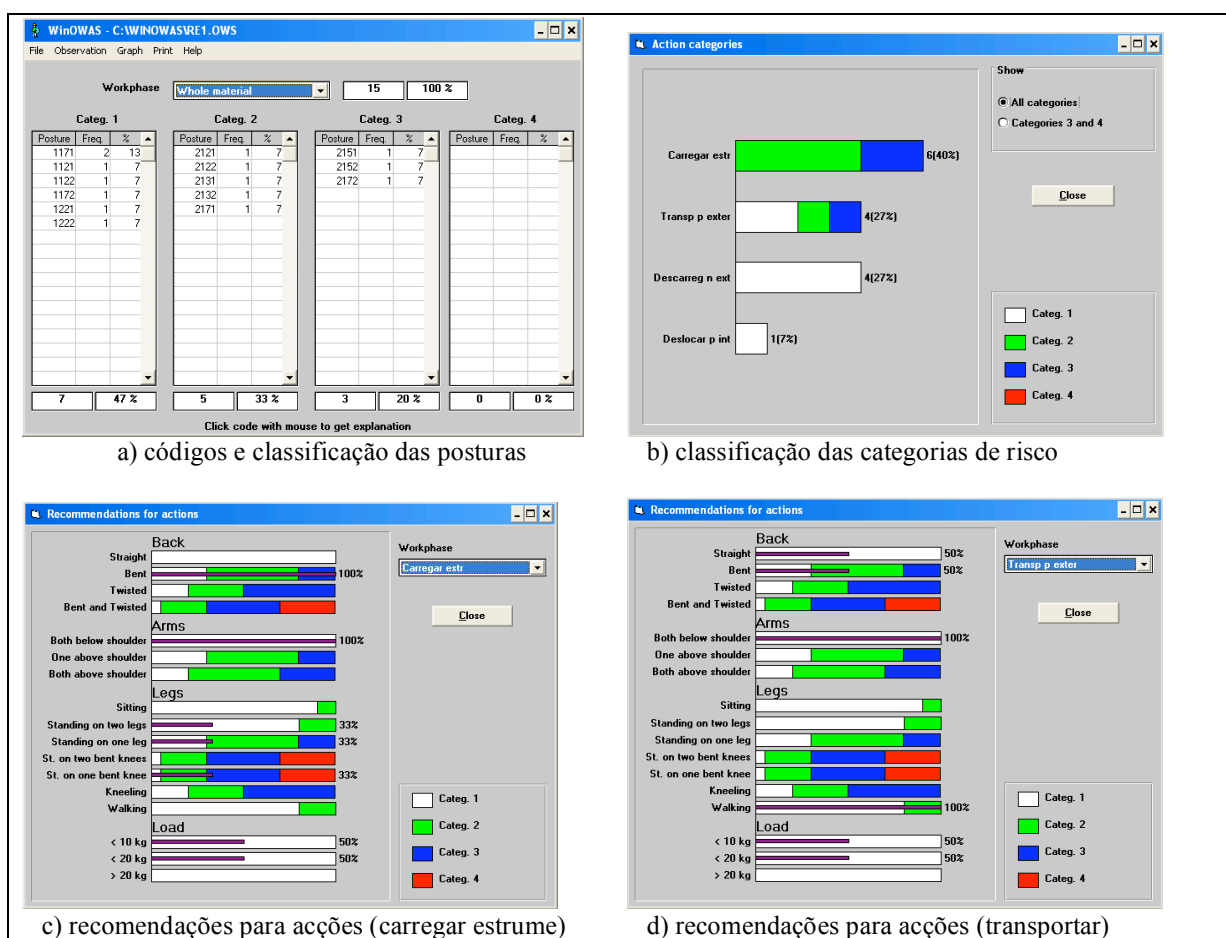 WinOWAS - C:\WINOWAS\RE1.OWS
File Observation Graph Print Help
Workphase Whole material 15 100 %
Categ. 1 Categ. 2 Categ. 3 Categ. 4
Posture Freq. % Posture Freq. % Posture Freq. % Posture Freq. %
1171 2 13 2121 1 7 2151 1 7
1121 1 7 2122 1 7 2152 1 7
1122 1 7 2131 1 7 2172 1 7
1172 1 7 2132 1 7
1221 1 7 2171 1 7
1222 1 7
7 47 % 5 33 % 3 20 % 0 0 %
Click code with mouse to get explanation
a) códigos e classificação das posturas
Action categories
Show
All categories
Categories 3 and 4
Close
Carregar estr 6(40%)
Transp p exter 4(27%)
Descarreg n ext 4(27%)
Deslocar p int 1(7%)
Categ. 1
Categ. 2
Categ. 3
Categ. 4
b) classificação das categorias de risco
Recommendations for actions
Back
Straight
Bent 100%
Twisted
Bent and Twisted
Arms
Both below shoulder 100%
One above shoulder
Both above shoulder
Legs
Sitting
Standing on two legs 33%
Standing on one leg 33%
St. on two bent knees
St. on one bent knee 33%
Kneeling
Walking
Load
< 10 kg 50%
< 20 kg 50%
> 20 kg
Workphase
Carregar estr
Close
Categ. 1
Categ. 2
Categ. 3
Categ. 4
c) recomendações para acções (carregar estrume)
Recommendations for actions
Back
Straight 50%
Bent 50%
Twisted
Bent and Twisted
Arms
Both below shoulder 100%
One above shoulder
Both above shoulder
Legs
Sitting
Standing on two legs
Standing on one leg
St. on two bent knees
St. on one bent knee
Kneeling
Walking 100%
Load
< 10 kg 50%
< 20 kg 50%
> 20 kg
Workphase
Transp p exter
Close
Categ. 1
Categ. 2
Categ. 3
Categ. 4
d) recomendações para acções (transportar)